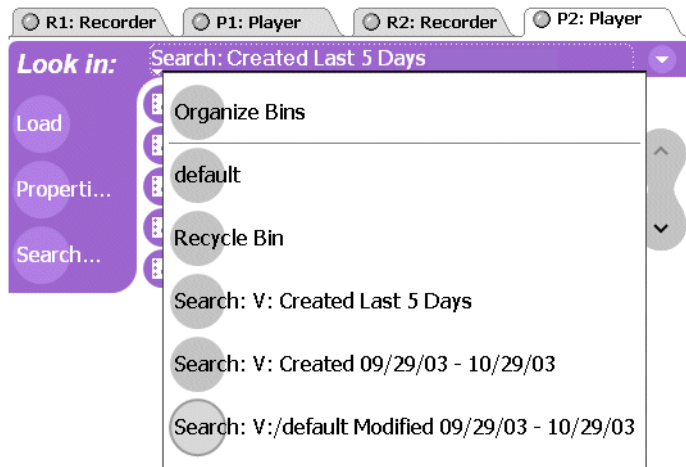 R1: Recorder P1: Player R2: Recorder P2: Player
Look in: Search: Created Last 5 Days
Load
Properti...
Search...
Organize Bins
default
Recycle Bin
Search: V: Created Last 5 Days
Search: V: Created 09/29/03 - 10/29/03
Search: V:/default Modified 09/29/03 - 10/29/03